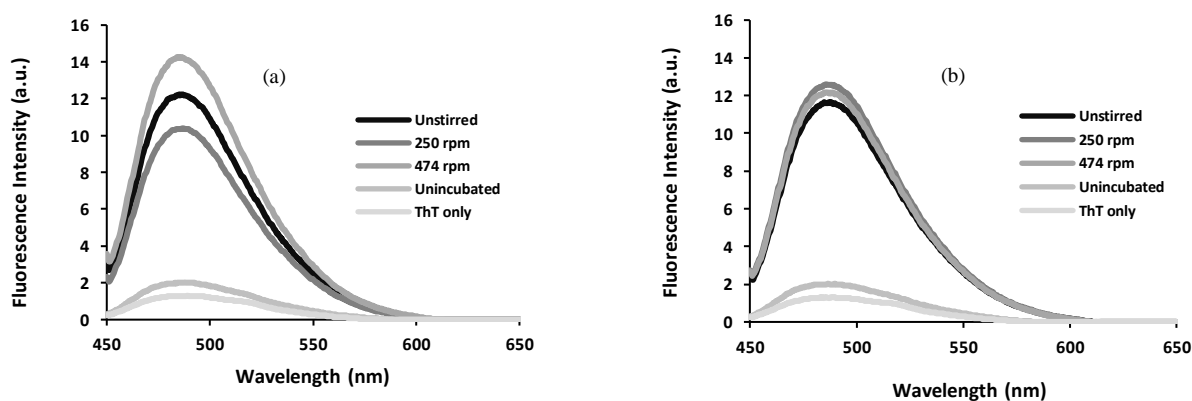 Fluorescence Intensity (a.u.)
16
14
12
10
8
6
4
2
0
(a)
Unstirred
250 rpm
474 rpm
Unincubated
ThT only
450 500 550 600 650
Wavelength (nm)
Fluorescence Intensity (a.u.)
16
14
12
10
8
6
4
2
0
(b)
Unstirred
250 rpm
474 rpm
Unincubated
ThT only
450 500 550 600 650
Wavelength (nm)